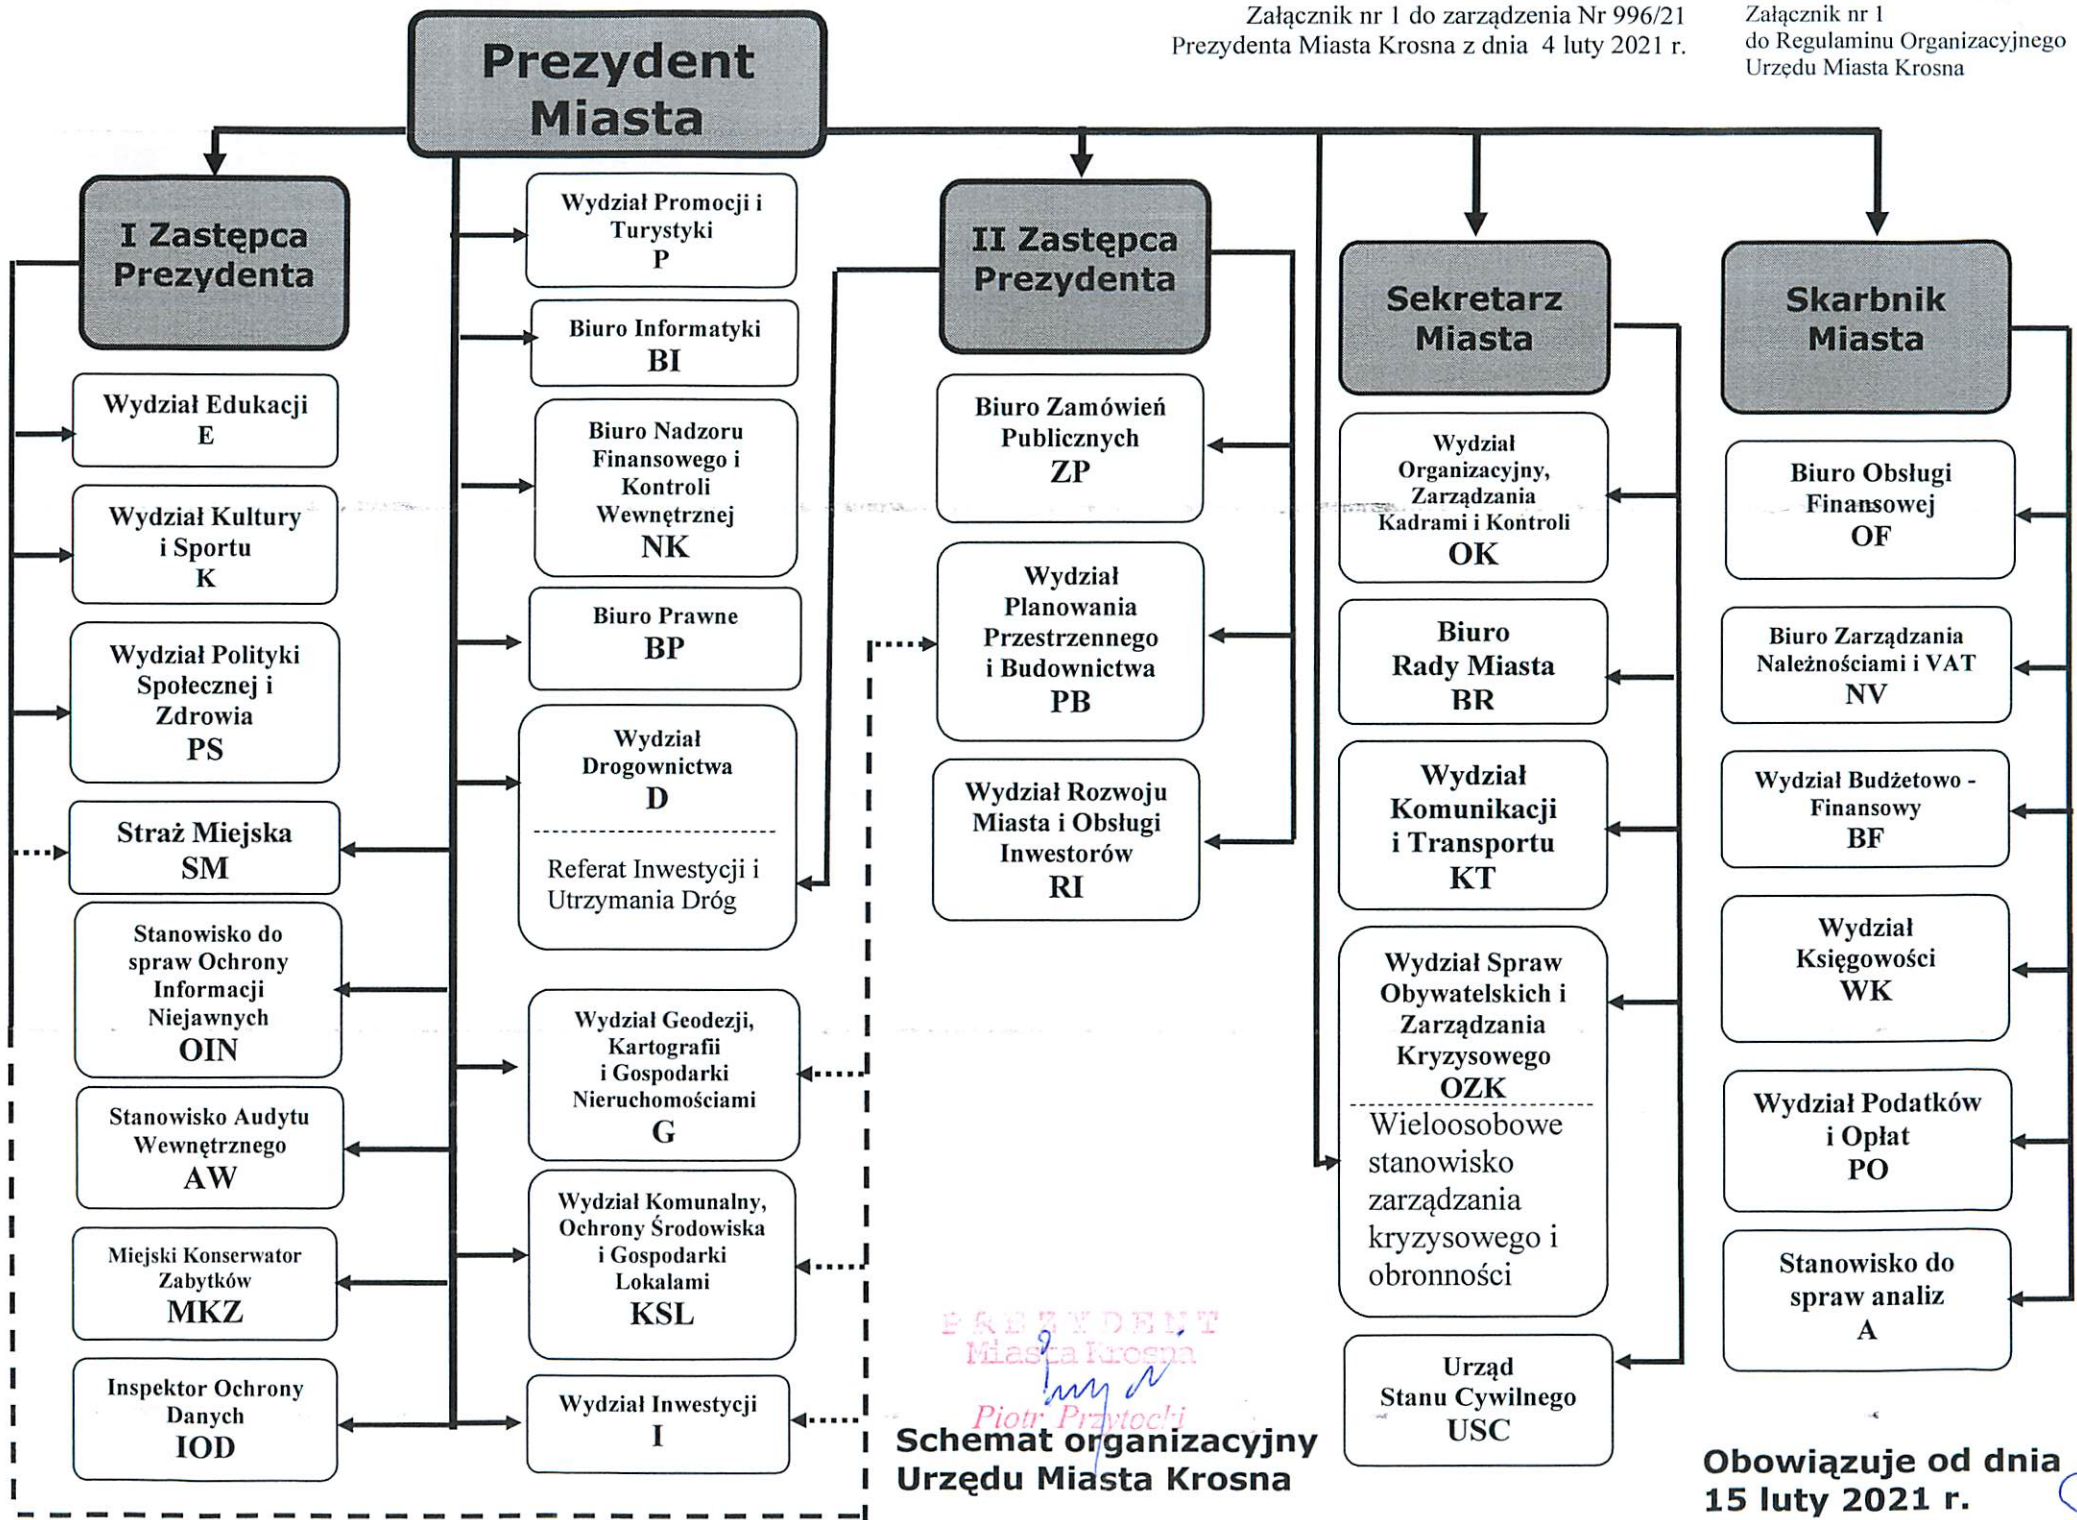 Załącznik nr 1 do zarządzenia Nr 996/21
Prezydenta Miasta Krosna z dnia 4 luty 2021 r.
Załącznik nr 1
do Regulaminu Organizacyjnego
Urzędu Miasta Krosna
Prezydent
Miasta
I Zastępca
Prezydenta
Wydział Edukacji
E
Wydział Kultury
i Sportu
K
Wydział Polityki
Społecznej i
Zdrowia
PS
Straż Miejska
SM
Stanowisko do
spraw Ochrony
Informacji
Niejawnych
OIN
Stanowisko Audytu
Wewnętrznego
AW
Miejski Konserwator
Zabytków
MKZ
Inspektor Ochrony
Danych
IOD
Wydział Promocji i
Turystyki
P
Biuro Informatyki
BI
Biuro Nadzoru
Finansowego i
Kontroli
Wewnętrznej
NK
Biuro Prawne
BP
Wydział
Drogownictwa
D
Referat Inwestycji i
Utrzymania Dróg
Wydział Geodezji,
Kartografii
i Gospodarki
Nieruchomościami
G
Wydział Komunalny,
Ochrony Środowiska
i Gospodarki
Lokalami
KSL
Wydział Inwestycji
I
II Zastępca
Prezydenta
Biuro Zamówień
Publicznych
ZP
Wydział
Planowania
Przestrzennego
i Budownictwa
PB
Wydział Rozwoju
Miasta i Obsługi
Inwestorów
RI
Sekretarz
Miasta
Wydział
Organizacyjny,
Zarządzania
Kadrami i Kontroli
OK
Biuro
Rady Miasta
BR
Wydział
Komunikacji
i Transportu
KT
Wydział Spraw
Obywatelskich i
Zarządzania
Kryzysowego
OZK
Wieloosobowe
stanowisko
zarządzania
kryzysowego i
obronności
Urząd
Stanu Cywilnego
USC
Skarbnik
Miasta
Biuro Obsługi
Finansowej
OF
Biuro Zarządzania
Należnościami i VAT
NV
Wydział Budżetowo -
Finansowy
BF
Wydział
Księgowości
WK
Wydział Podatków
i Opłat
PO
Stanowisko do
spraw analiz
A
PREZYDENT
Miasta Krosna
Piotr Przytocki
Schemat organizacyjny
Urzędu Miasta Krosna
Obowiązuje od dnia
15 luty 2021 r.